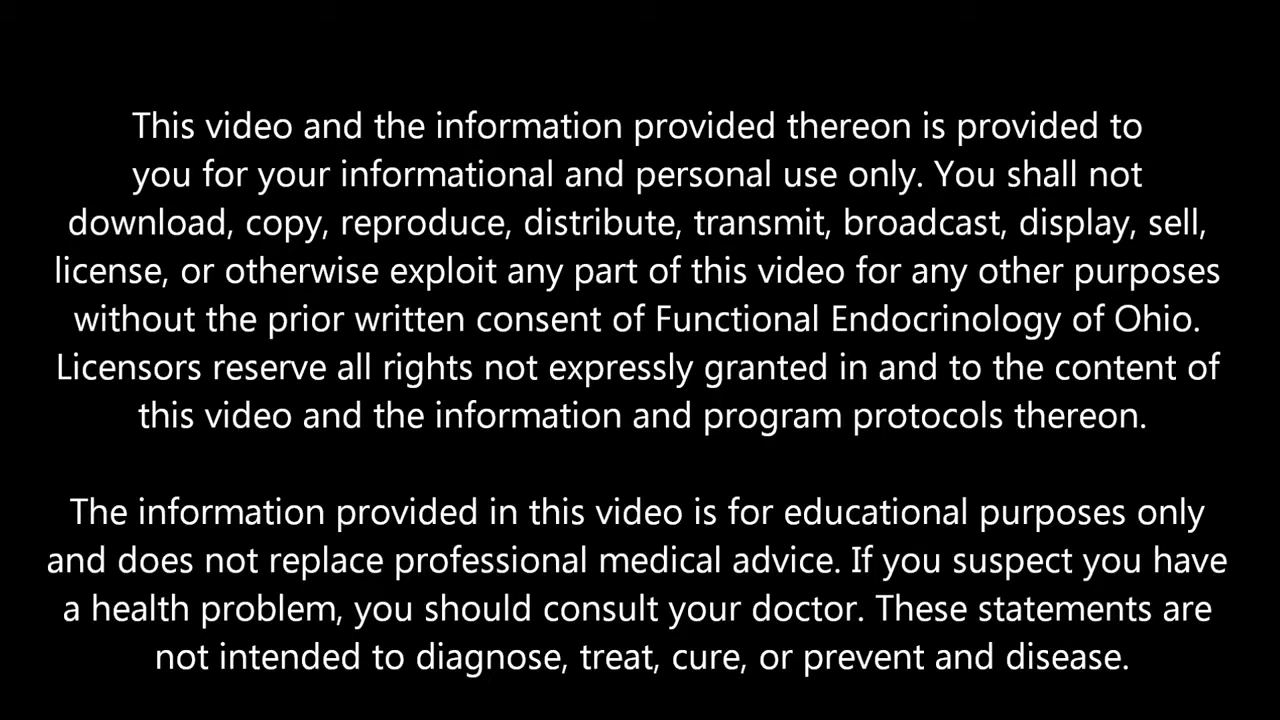 This video and the information provided thereon is provided to
you for your informational and personal use only. You shall not
download, copy, reproduce, distribute, transmit, broadcast, display, sell,
license, or otherwise exploit any part of this video for any other purposes
without the prior written consent of Functional Endocrinology of Ohio.
Licensors reserve all rights not expressly granted in and to the content of
this video and the information and program protocols thereon.
The information provided in this video is for educational purposes only
and does not replace professional medical advice. If you suspect you have
a health problem, you should consult your doctor. These statements are
not intended to diagnose, treat, cure, or prevent and disease.